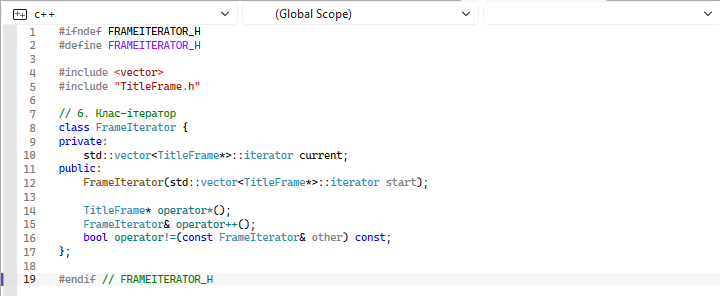 c++ (Global Scope)
1 #ifndef FRAMEITERATOR_H
2 #define FRAMEITERATOR_H
3
4 #include <vector>
5 #include "TitleFrame.h"
6
7 // 6. Клас-ітератор
8 class FrameIterator {
9 private:
10     std::vector<TitleFrame*>::iterator current;
11 public:
12     FrameIterator(std::vector<TitleFrame*>::iterator start);
13
14     TitleFrame* operator*();
15     FrameIterator& operator++();
16     bool operator!=(const FrameIterator& other) const;
17 };
18
19 #endif // FRAMEITERATOR_H